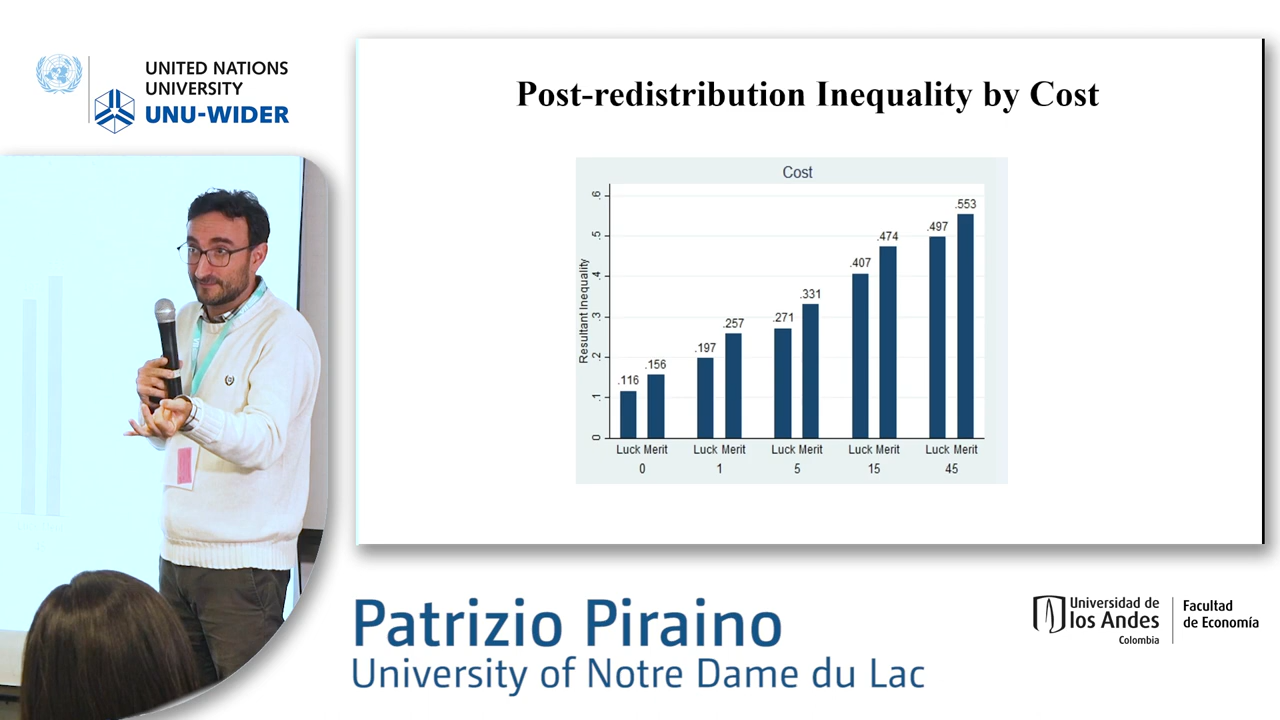 UNITED NATIONS
UNIVERSITY
UNU-WIDER
Post-redistribution Inequality by Cost
Cost
Resultant Inequality
.6
.5
.4
.3
.2
.1
0
.116
.156
.197
.257
.271
.331
.407
.474
.497
.553
Luck Merit Luck Merit Luck Merit Luck Merit Luck Merit
0 1 5 15 45
Patrizio Piraino
University of Notre Dame du Lac
Universidad de
los Andes
Colombia
Facultad
de Economía